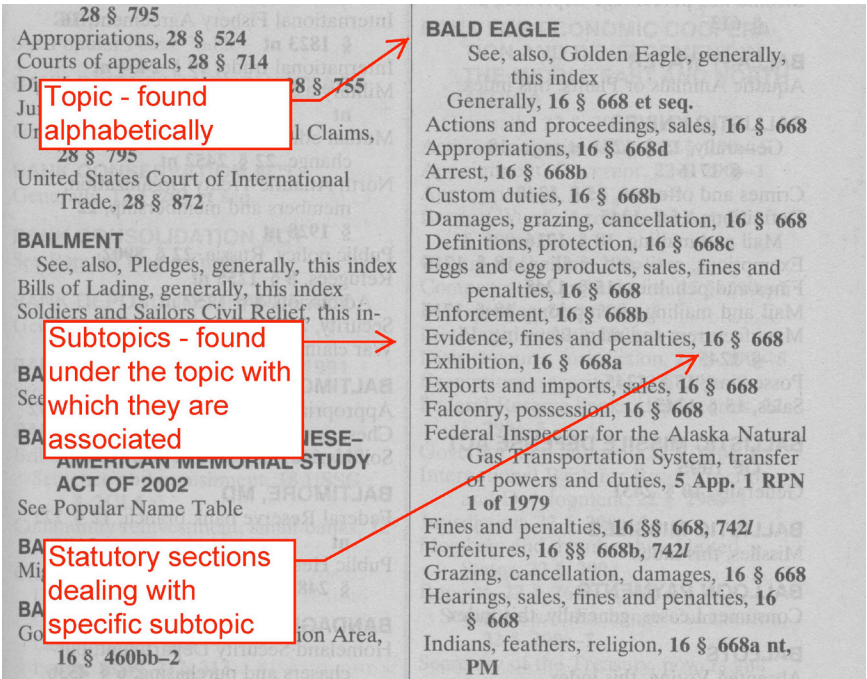 28 § 795
Appropriations, 28 § 524
Courts of appeals, 28 § 714
28 § 755
Topic - found
alphabetically
Claims,
28 § 795
United States Court of International
Trade, 28 § 872
BAILMENT
See, also, Pledges, generally, this index
Bills of Lading, generally, this index
Soldiers and Sailors Civil Relief, this in-
Subtopics - found
under the topic with
which they are
associated
See
NESE–
AMERICAN MEMORIAL STUDY
ACT OF 2002
See Popular Name Table
Statutory sections
dealing with
specific subtopic
Area,
16 § 460bb–2
BALD EAGLE
See, also, Golden Eagle, generally,
this index
Generally, 16 § 668 et seq.
Actions and proceedings, sales, 16 § 668
Appropriations, 16 § 668d
Arrest, 16 § 668b
Custom duties, 16 § 668b
Damages, grazing, cancellation, 16 § 668
Definitions, protection, 16 § 668c
Eggs and egg products, sales, fines and
penalties, 16 § 668
Enforcement, 16 § 668b
Evidence, fines and penalties, 16 § 668
Exhibition, 16 § 668a
Exports and imports, sales, 16 § 668
Falconry, possession, 16 § 668
Federal Inspector for the Alaska Natural
Gas Transportation System, transfer
of powers and duties, 5 App. 1 RPN
1 of 1979
Fines and penalties, 16 §§ 668, 742l
Forfeitures, 16 §§ 668b, 742l
Grazing, cancellation, damages, 16 § 668
Hearings, sales, fines and penalties, 16
§ 668
Indians, feathers, religion, 16 § 668a nt,
PM